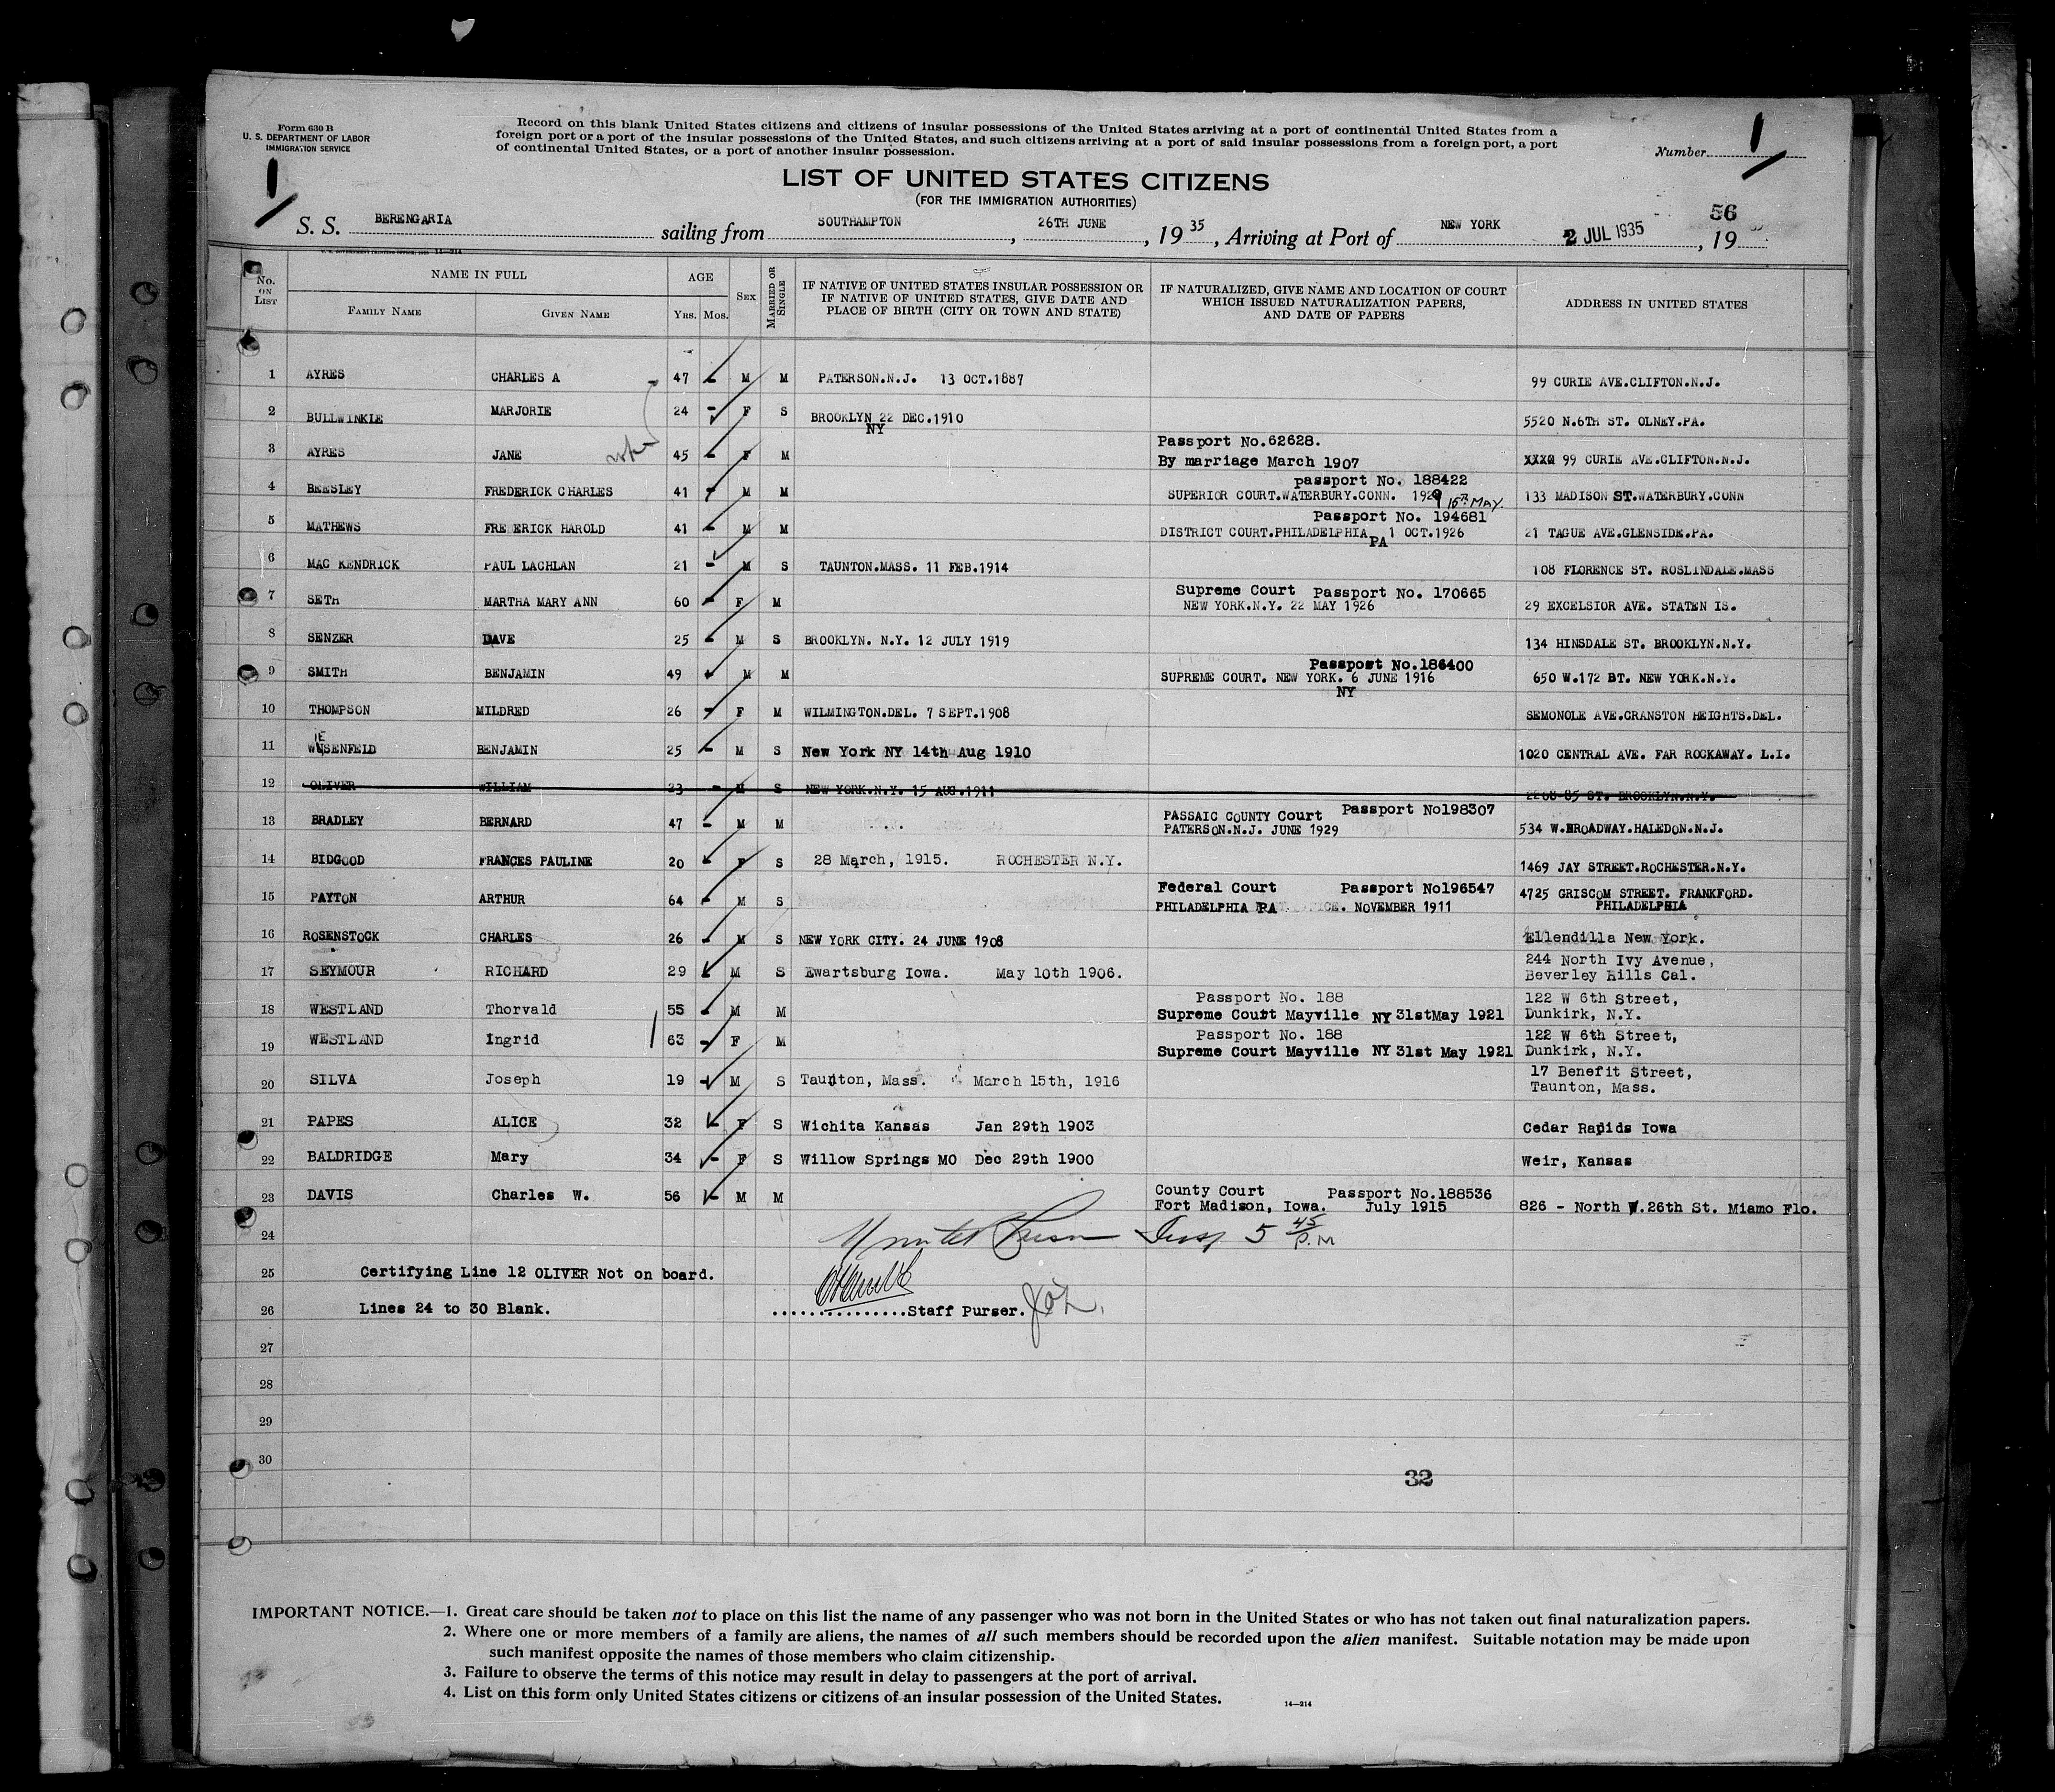 Form 630 B
U. S. DEPARTMENT OF LABOR
IMMIGRATION SERVICE
Record on this blank United States citizens and citizens of insular possessions of the United States arriving at a port of continental United States from a
foreign port or a port of the insular possessions of the United States, and such citizens arriving at a port of said insular possessions from a foreign port, a port
of continental United States, or a port of another insular possession.
Number 1
1
LIST OF UNITED STATES CITIZENS
(FOR THE IMMIGRATION AUTHORITIES)
56
S. S. BERENGARIA sailing from SOUTHAMPTON, 26TH JUNE, 1935, Arriving at Port of NEW YORK 2 JUL 1935, 19
14-214
No. ON LIST NAME IN FULL AGE SEX MARRIED OR SINGLE IF NATIVE OF UNITED STATES INSULAR POSSESSION OR IF NATIVE OF UNITED STATES, GIVE DATE AND PLACE OF BIRTH (CITY OR TOWN AND STATE) IF NATURALIZED, GIVE NAME AND LOCATION OF COURT WHICH ISSUED NATURALIZATION PAPERS, AND DATE OF PAPERS ADDRESS IN UNITED STATES
FAMILY NAME GIVEN NAME YRS. MOS.
1 AYRES CHARLES A 47 - M M PATERSON.N.J. 13 OCT.1887 99 CURIE AVE.CLIFTON.N.J.
2 BULLWINKLE MARJORIE 24 - F S BROOKLYN 22 DEC.1910 5520 N.6TH ST. OLNEY.PA.
NY
Passport No.62628.
3 AYRES JANE 45 - F M By marriage March 1907 XXXX 99 CURIE AVE.CLIFTON.N.J.
passport No. 188422
4 BEESLEY FREDERICK CHARLES 41 - M M SUPERIOR COURT.WATERBURY.CONN. 1929 133 MADISON ST.WATERBURY.CONN
15th MAY.
Passport No. 194681
5 MATHEWS FRE ERICK HAROLD 41 - M M DISTRICT COURT.PHILADELPHIA 1 OCT.1926 21 TAGUE AVE.GLENSIDE.PA.
PA
6 MAC KENDRICK PAUL LACHLAN 21 - M S TAUNTON.MASS. 11 FEB.1914 108 FLORENCE ST. ROSLINDALE.MASS
Supreme Court Passport No. 170665
7 SETH MARTHA MARY ANN 60 - F M NEW YORK.N.Y. 22 MAY 1926 29 EXCELSIOR AVE. STATEN IS.
8 SENZER DAVE 25 - M S BROOKLYN. N.Y. 12 JULY 1919 134 HINSDALE ST. BROOKLYN.N.Y.
Passport No.186400
9 SMITH BENJAMIN 49 - M M SUPREME COURT. NEW YORK. 6 JUNE 1916 650 W.172 ST. NEW YORK.N.Y.
NY
10 THOMPSON MILDRED 26 - F M WILMINGTON.DEL. 7 SEPT.1908 SEMONOLE AVE.CRANSTON HEIGHTS.DEL.
11 WIESENFELD BENJAMIN 25 - M S New York NY 14th Aug 1910 1020 CENTRAL AVE. FAR ROCKAWAY. L.I.
12 OLIVER WILLIAM 23 - M S NEW YORK.N.Y. 15 AUG.1911 2268-85 ST. BROOKLYN.N.Y.
PASSAIC COUNTY Court Passport No198307
13 BRADLEY BERNARD 47 - M M PATERSON.N.J. JUNE 1929 534 W.BROADWAY.HALEDON.N.J.
14 BIDGOOD FRANCES PAULINE 20 F S 28 March, 1915. ROCHESTER N.Y. 1469 JAY STREET.ROCHESTER.N.Y.
Federal Court Passport No196547 4725 GRISCOM STREET. FRANKFORD.
15 PAYTON ARTHUR 64 - M S PHILADELPHIA PA NOVEMBER 1911 PHILADELPHIA
16 ROSENSTOCK CHARLES 26 - M S NEW YORK CITY. 24 JUNE 1908 Ellendilla New York.
244 North Ivy Avenue,
17 SEYMOUR RICHARD 29 M S Ewartsburg Iowa. May 10th 1906. Beverley Hills Cal.
Passport No. 188 122 W 6th Street,
18 WESTLAND Thorvald 55 - M M Supreme Court Mayville NY 31stMay 1921 Dunkirk, N.Y.
Passport No. 188 122 W 6th Street,
19 WESTLAND Ingrid 63 - F M Supreme Court Mayville NY 31st May 1921 Dunkirk, N.Y.
17 Benefit Street,
20 SILVA Joseph 19 - M S Taunton, Mass. March 15th, 1916 Taunton, Mass.
21 PAPES ALICE 32 - F S Wichita Kansas Jan 29th 1903 Cedar Rapids Iowa
22 BALDRIDGE Mary 34 - F S Willow Springs MO Dec 29th 1900 Weir, Kansas
County Court Passport No.188536
23 DAVIS Charles W. 56 - M M Fort Madison, Iowa. July 1915 826 - North W.26th St. Miamo Flo.
24 Insp 5 45 P.M
25 Certifying Line 12 OLIVER Not on board.
26 Lines 24 to 30 Blank. ...............Staff Purser.
27
28
29
30
32
IMPORTANT NOTICE.—1. Great care should be taken not to place on this list the name of any passenger who was not born in the United States or who has not taken out final naturalization papers.
2. Where one or more members of a family are aliens, the names of all such members should be recorded upon the alien manifest. Suitable notation may be made upon
such manifest opposite the names of those members who claim citizenship.
3. Failure to observe the terms of this notice may result in delay to passengers at the port of arrival.
4. List on this form only United States citizens or citizens of an insular possession of the United States.
14—214